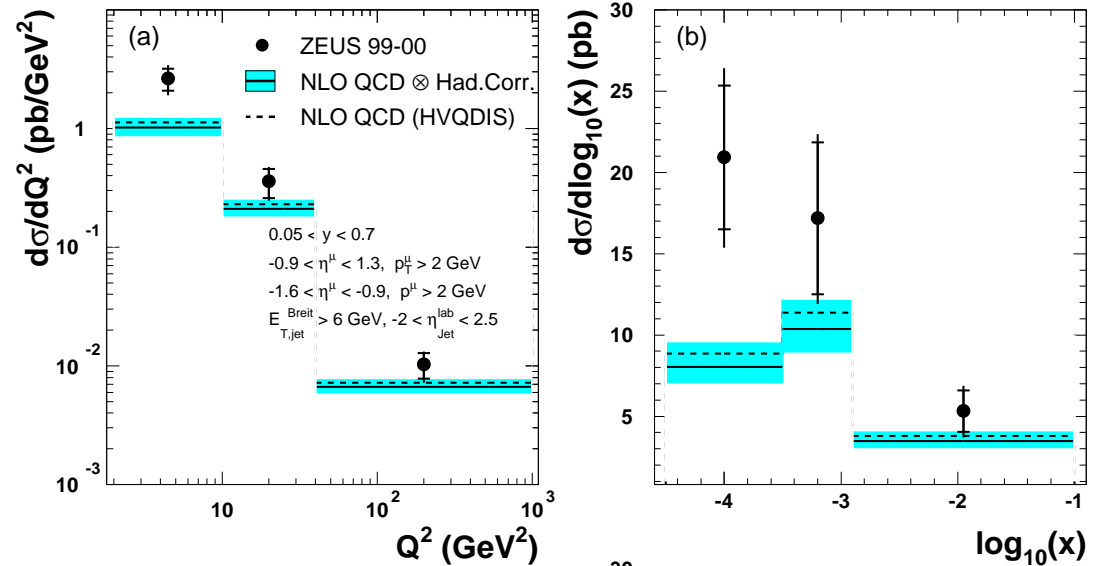 (a)
ZEUS 99-00
NLO QCD ⊗ Had.Corr.
NLO QCD (HVQDIS)
0.05 < y < 0.7
-0.9 < η^μ < 1.3, p_T^μ > 2 GeV
-1.6 < η^μ < -0.9, p^μ > 2 GeV
E_{T,jet}^{Breit} > 6 GeV, -2 < η_{Jet}^{lab} < 2.5
dσ/dQ² (pb/GeV²)
1
10⁻¹
10⁻²
10⁻³
10
10²
10³
Q² (GeV²)
(b)
dσ/dlog₁₀(x) (pb)
30
25
20
15
10
5
-4
-3
-2
-1
log₁₀(x)